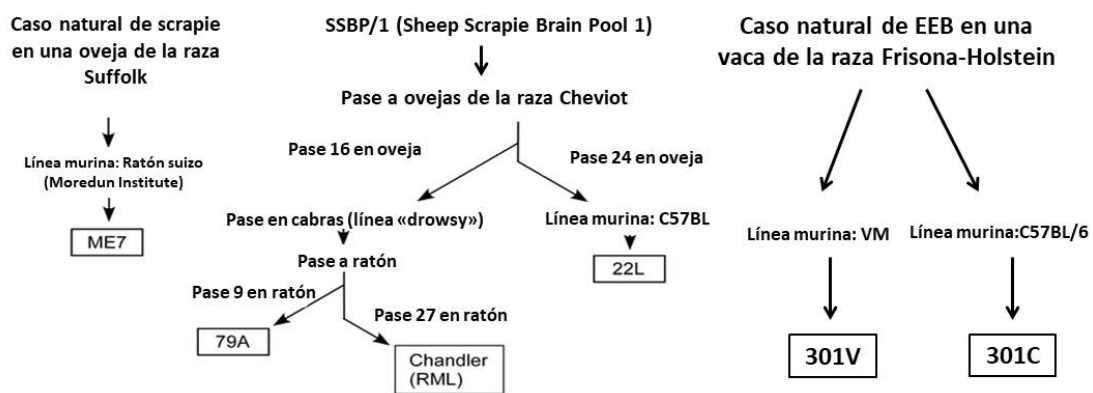 Caso natural de scrapie
en una oveja de la raza
Suffolk
Línea murina: Ratón suizo
(Moredun Institute)
ME7
SSBP/1 (Sheep Scrapie Brain Pool 1)
Pase a ovejas de la raza Cheviot
Pase 16 en oveja
Pase 24 en oveja
Pase en cabras (línea «drowsy»)
Línea murina: C57BL
22L
Pase a ratón
Pase 9 en ratón
Pase 27 en ratón
79A
Chandler
(RML)
Caso natural de EEB en una
vaca de la raza Frisona-Holstein
Línea murina: VM
Línea murina:C57BL/6
301V
301C